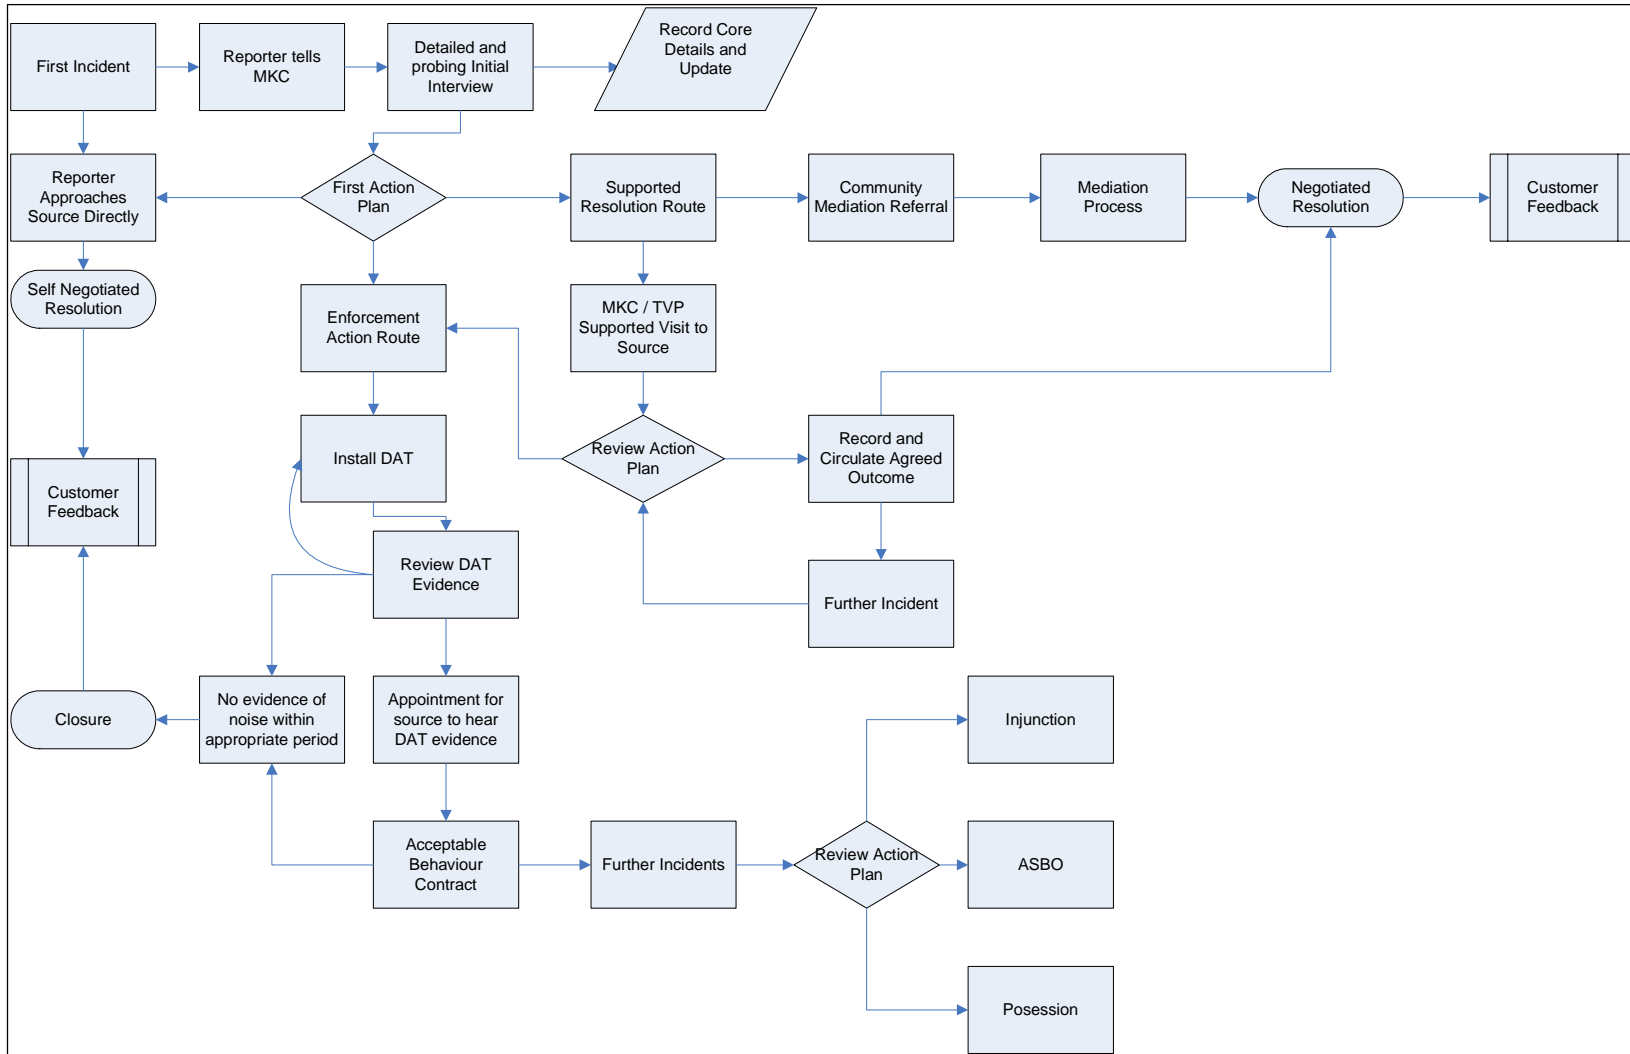 First Incident
Reporter tells
MKC
Detailed and
probing Initial
Interview
Record Core
Details and
Update
Reporter
Approaches
Source Directly
First Action
Plan
Supported
Resolution Route
Community
Mediation Referral
Mediation
Process
Negotiated
Resolution
Customer
Feedback
Self Negotiated
Resolution
Enforcement
Action Route
MKC / TVP
Supported Visit to
Source
Install DAT
Review Action
Plan
Record and
Circulate Agreed
Outcome
Customer
Feedback
Review DAT
Evidence
Further Incident
Closure
No evidence of
noise within
appropriate period
Appointment for
source to hear
DAT evidence
Injunction
Acceptable
Behaviour
Contract
Further Incidents
Review Action
Plan
ASBO
Posession